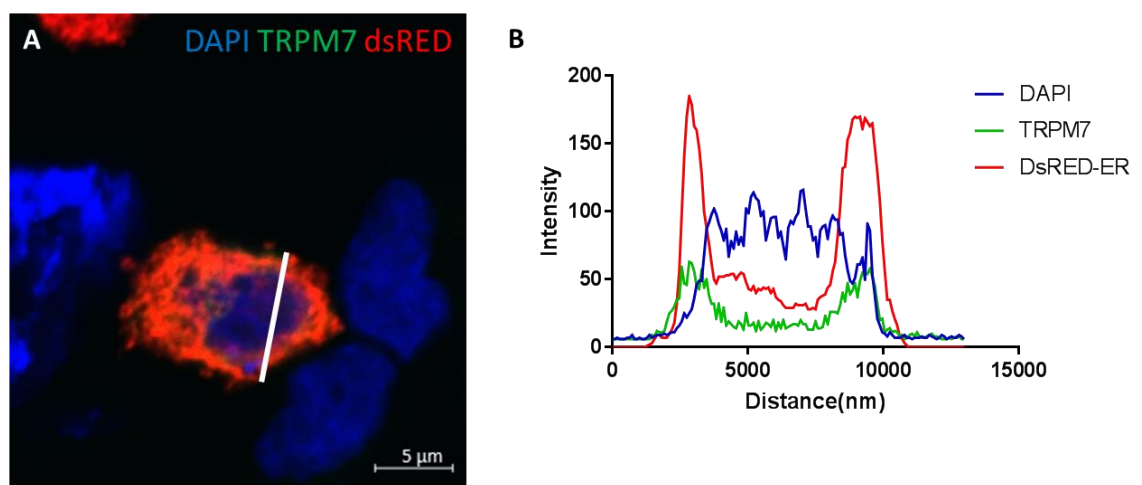 A
DAPI TRPM7 dsRED
5 μm
B
200
150
100
50
0
Intensity
0 5000 10000 15000
Distance(nm)
DAPI
TRPM7
DsRED-ER